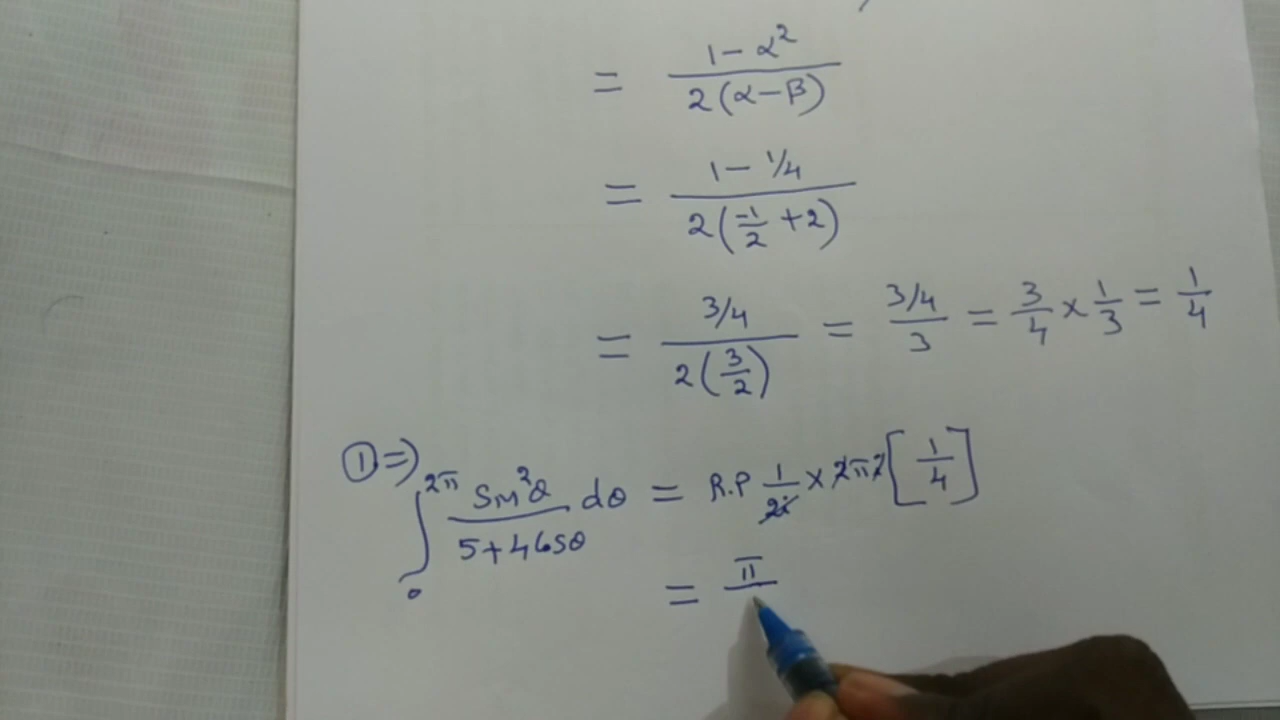 = 1-α² / 2(α-β)
= 1-1/4 / 2(-1/2 +2)
= 3/4 / 2(3/2) = 3/4 / 3 = 3/4 × 1/3 = 1/4
①⇒ ∫₀^2π Sin²θ / 5+4cosθ dθ = R.P 1/2i × 2πi [1/4]
= π /